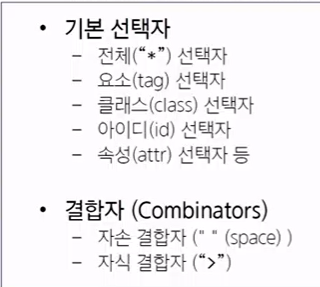 • 기본 선택자
– 전체(“*”) 선택자
– 요소(tag) 선택자
– 클래스(class) 선택자
– 아이디(id) 선택자
– 속성(attr) 선택자 등
• 결합자 (Combinators)
– 자손 결합자 (" " (space) )
– 자식 결합자 (“>”)